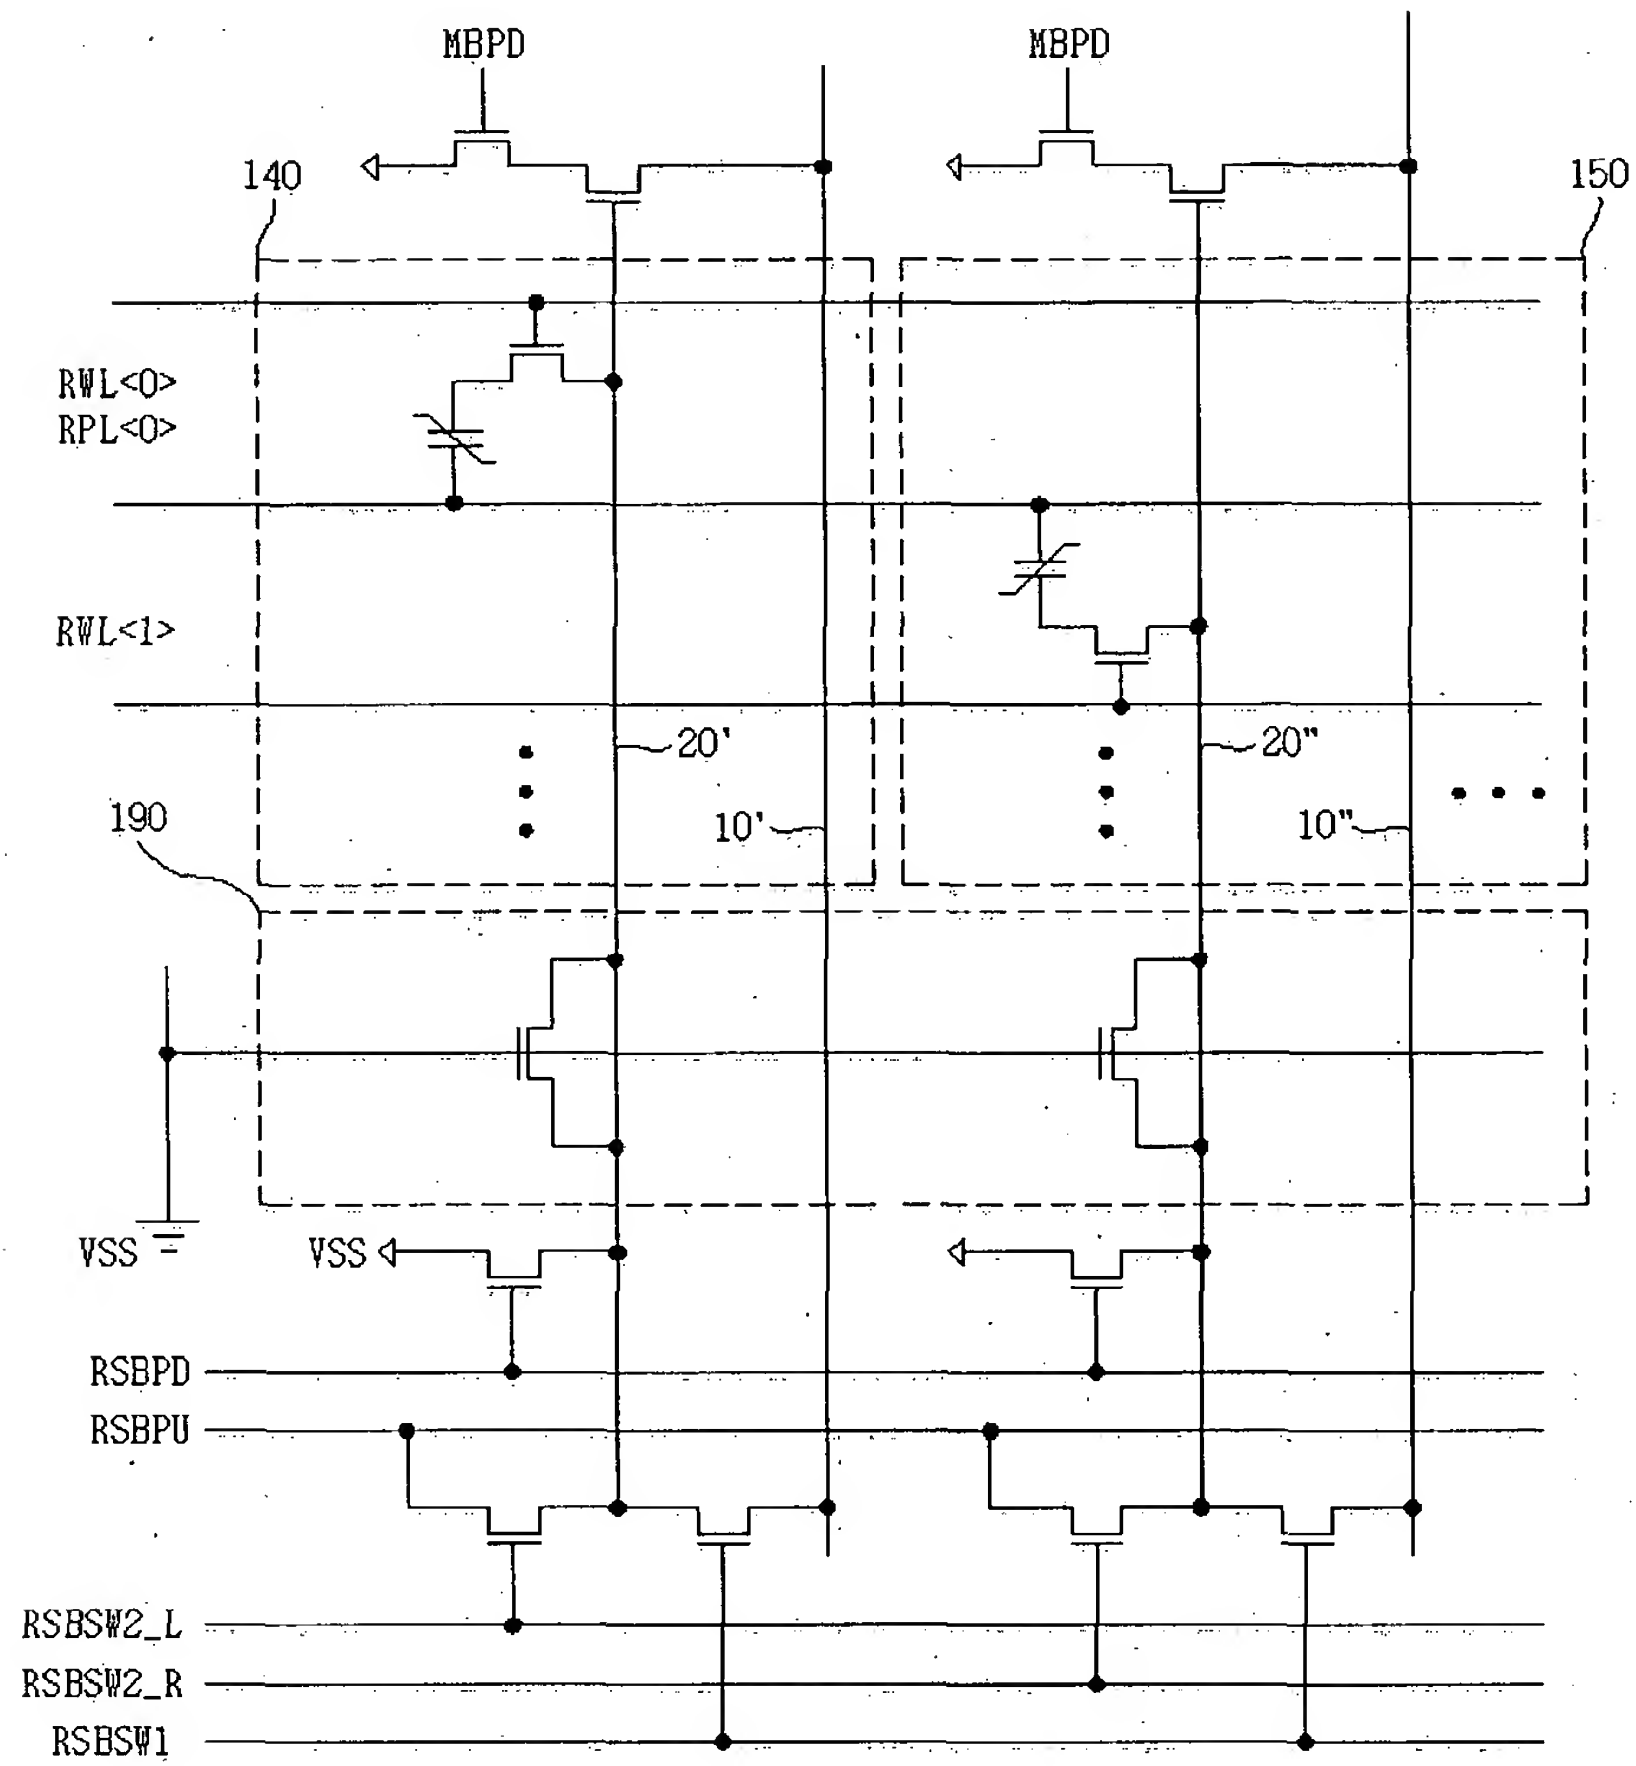 MBPD MBPD
140 150
RWL<0>
RPL<0>
RWL<1>
20' 20"
190 10' 10"
VSS VSS
RSBPD
RSBPU
RSBSW2_L
RSBSW2_R
RSBSW1